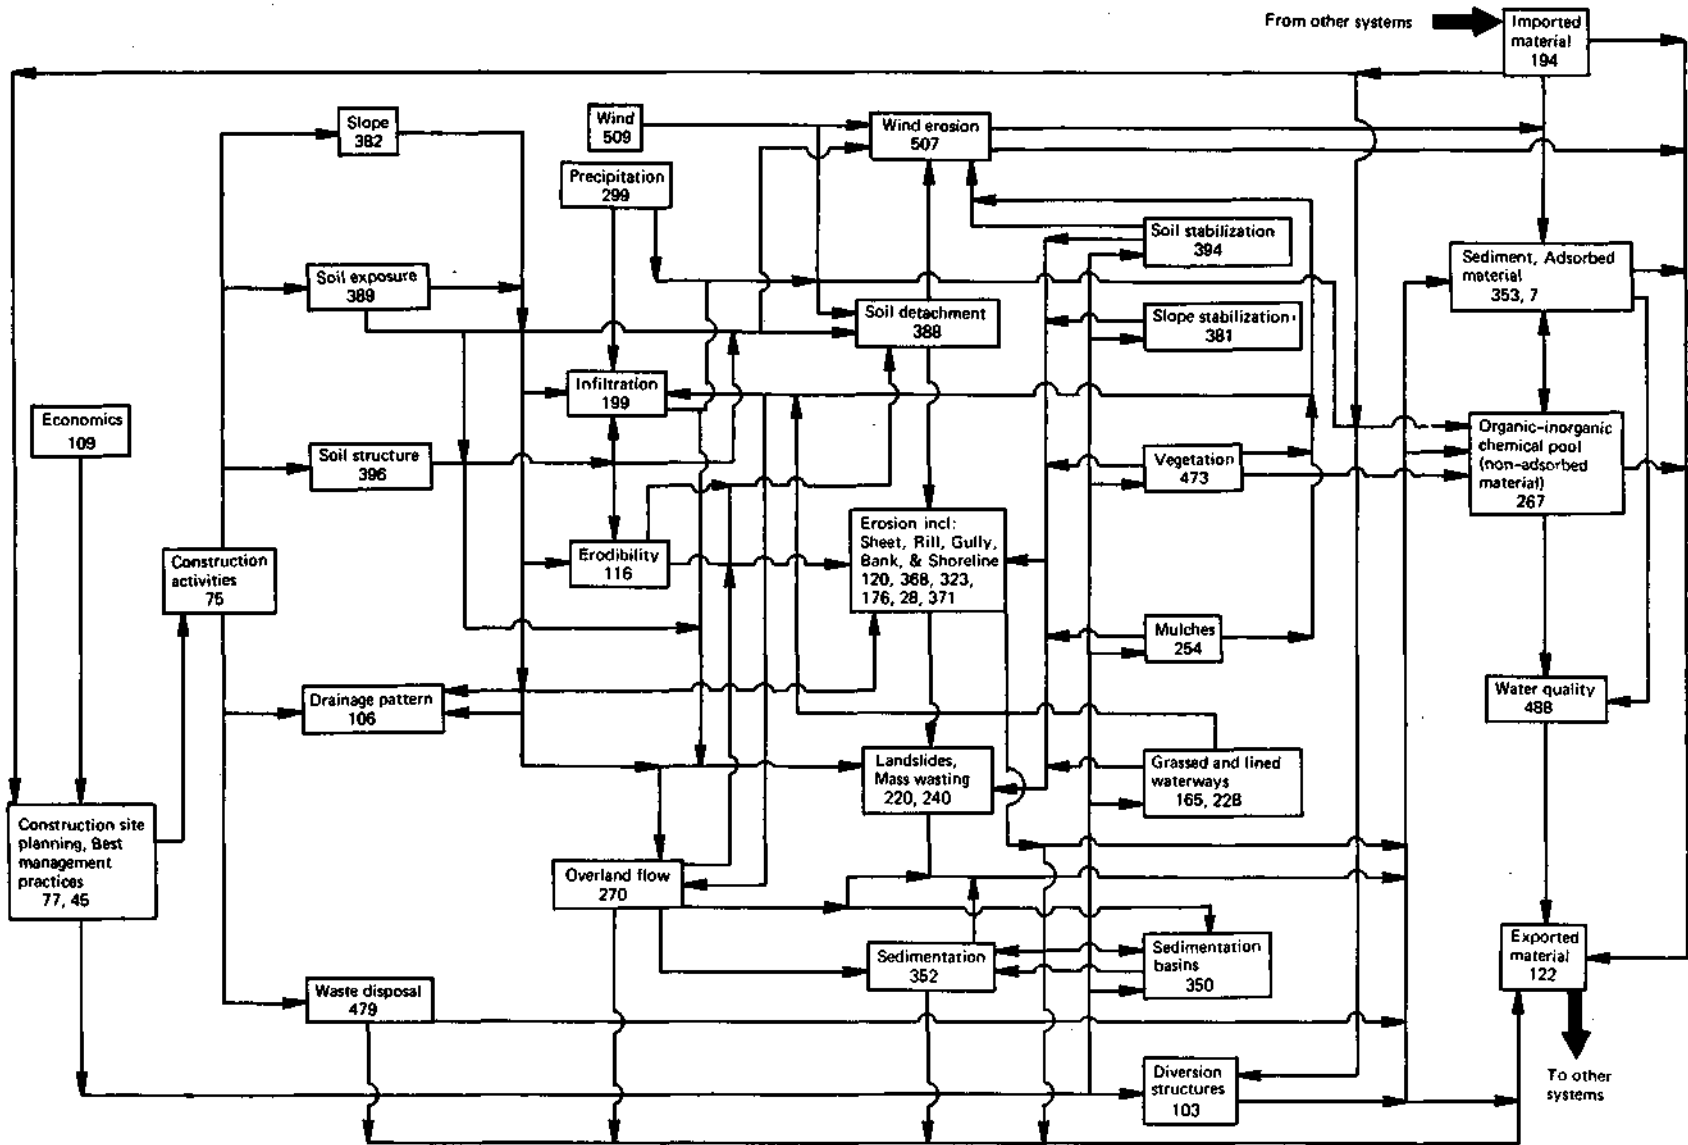 From other systems
Imported
material
194
Slope
382
Wind
509
Wind erosion
507
Precipitation
299
Soil stabilization
394
Sediment, Adsorbed
material
353, 7
Soil exposure
389
Soil detachment
388
Slope stabilization
381
Infiltration
199
Economics
109
Organic-inorganic
chemical pool
(non-adsorbed
material)
267
Soil structure
396
Vegetation
473
Erosion incl:
Sheet, Rill, Gully,
Bank, & Shoreline
120, 368, 323,
176, 28, 371
Erodibility
116
Construction
activities
75
Mulches
254
Drainage pattern
106
Water quality
488
Landslides,
Mass wasting
220, 240
Grassed and lined
waterways
165, 228
Construction site
planning, Best
management
practices
77, 45
Overland flow
270
Sedimentation
352
Sedimentation
basins
350
Exported
material
122
Waste disposal
479
Diversion
structures
103
To other
systems